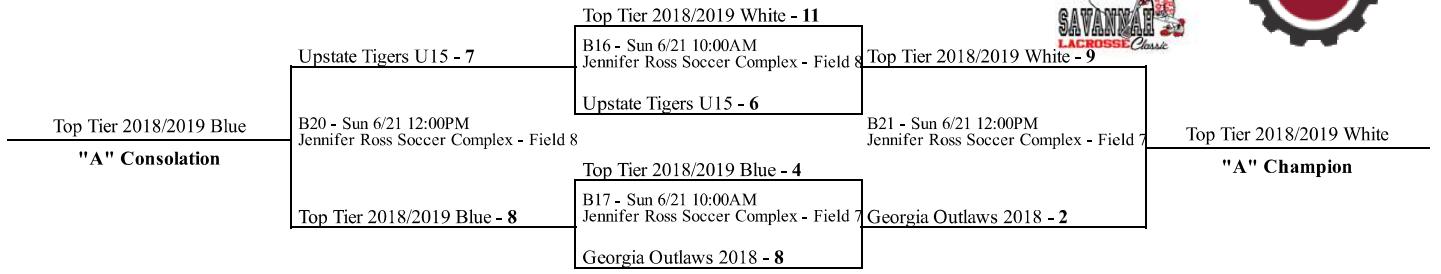 Top Tier 2018/2019 White - 11
SAVANNAH
LACROSSE Classic
B16 - Sun 6/21 10:00AM
Jennifer Ross Soccer Complex - Field 8
Upstate Tigers U15 - 7
Top Tier 2018/2019 White - 9
Upstate Tigers U15 - 6
Top Tier 2018/2019 Blue
"A" Consolation
B20 - Sun 6/21 12:00PM
Jennifer Ross Soccer Complex - Field 8
B21 - Sun 6/21 12:00PM
Jennifer Ross Soccer Complex - Field 7
Top Tier 2018/2019 White
"A" Champion
Top Tier 2018/2019 Blue - 4
B17 - Sun 6/21 10:00AM
Jennifer Ross Soccer Complex - Field 7
Top Tier 2018/2019 Blue - 8
Georgia Outlaws 2018 - 2
Georgia Outlaws 2018 - 8